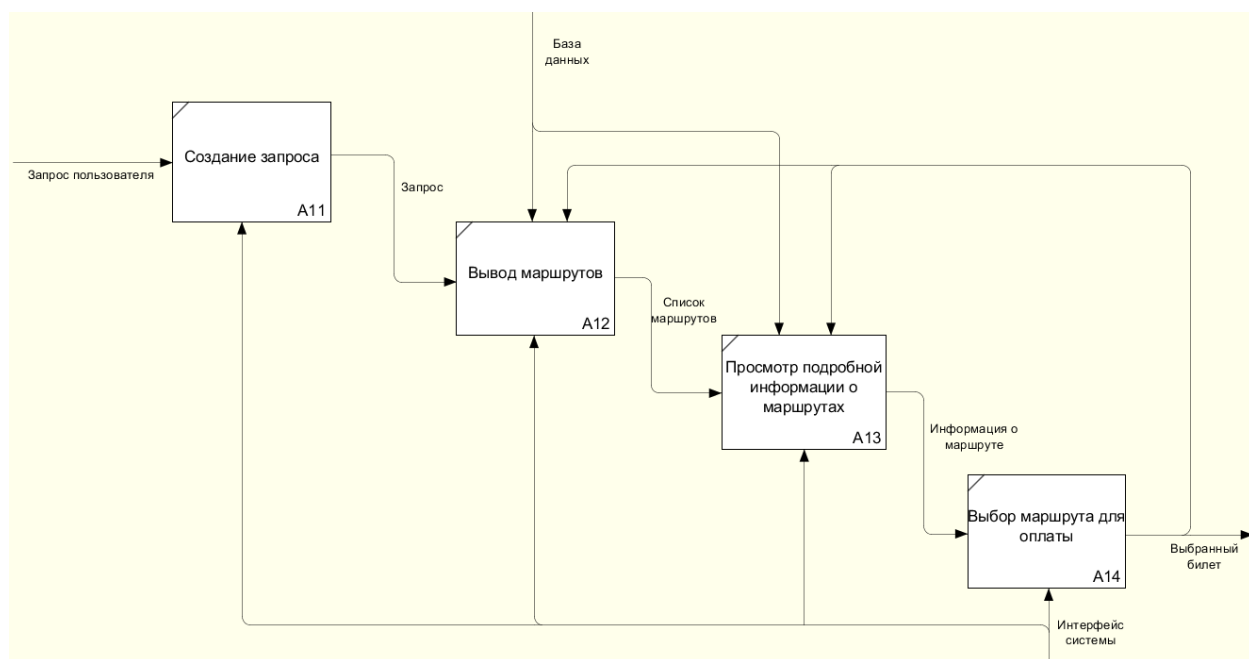 База
данных
Создание запроса
Запрос пользователя
A11
Запрос
Вывод маршрутов
A12
Список
маршрутов
Просмотр подробной
информации о
маршрутах
A13
Информация о
маршруте
Выбор маршрута для
оплаты
A14
Выбранный
билет
Интерфейс
системы